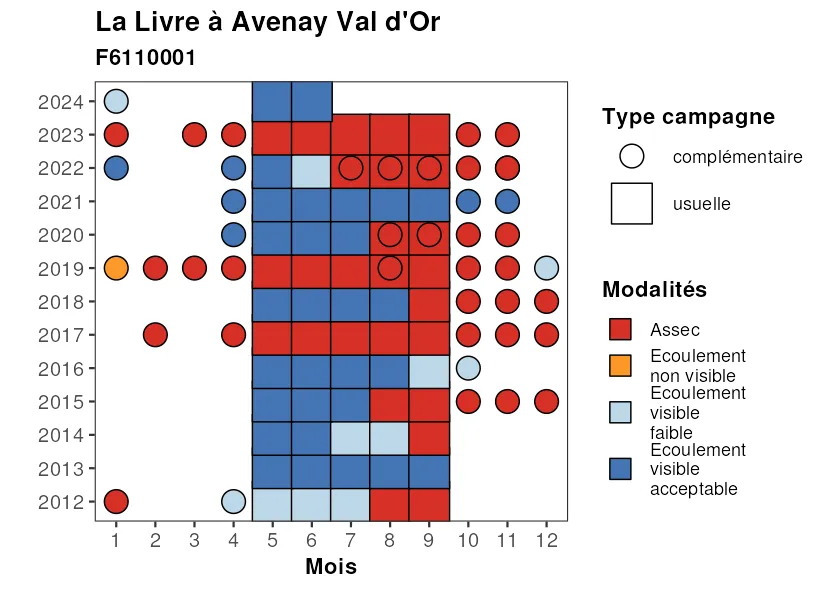 La Livre à Avenay Val d'Or
F6110001
2024
2023
2022
2021
2020
2019
2018
2017
2016
2015
2014
2013
2012
1 2 3 4 5 6 7 8 9 10 11 12
Mois
Type campagne
complémentaire
usuelle
Modalités
Assec
Ecoulement
non visible
Ecoulement
visible
faible
Ecoulement
visible
acceptable